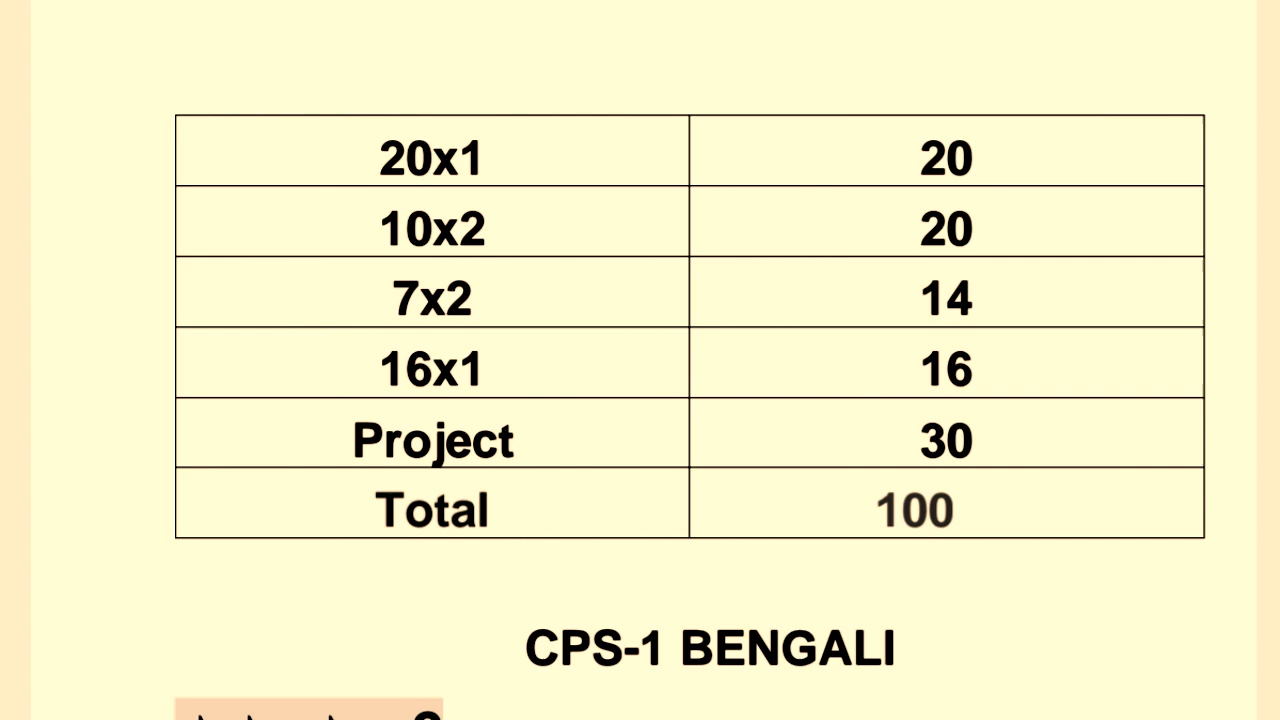 20x1 20
10x2 20
7x2 14
16x1 16
Project 30
Total 100
CPS-1 BENGALI